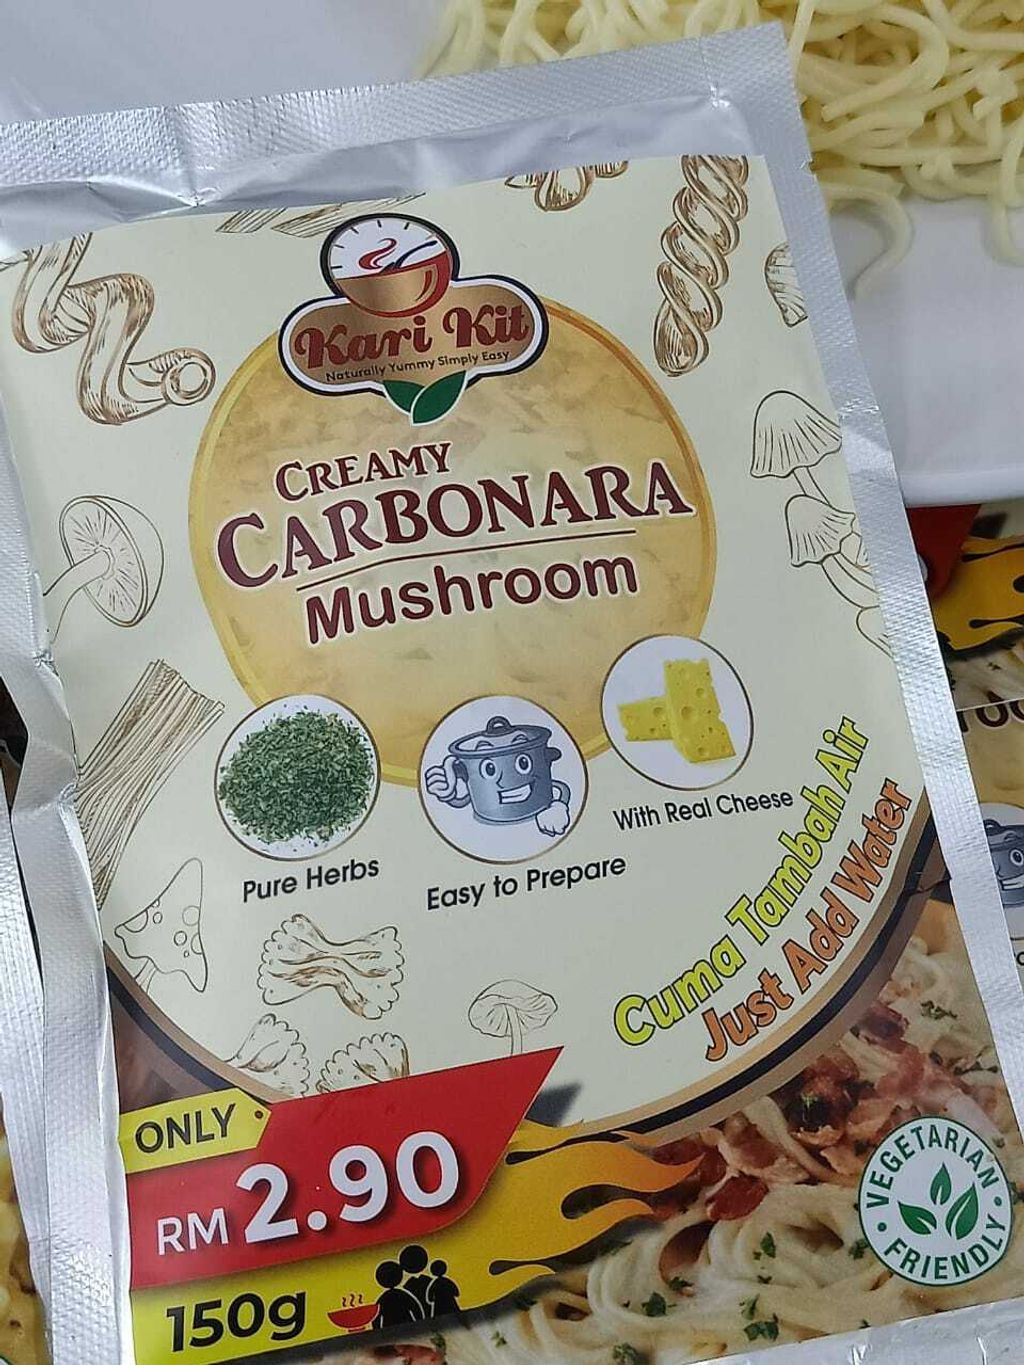 Kari Kit
Naturally Yummy Simply Easy
CREAMY
CARBONARA
Mushroom
Pure Herbs
Easy to Prepare
With Real Cheese
Cuma Tambah Air
Just Add Water
ONLY
RM 2.90
150g
VEGETARIAN
FRIENDLY